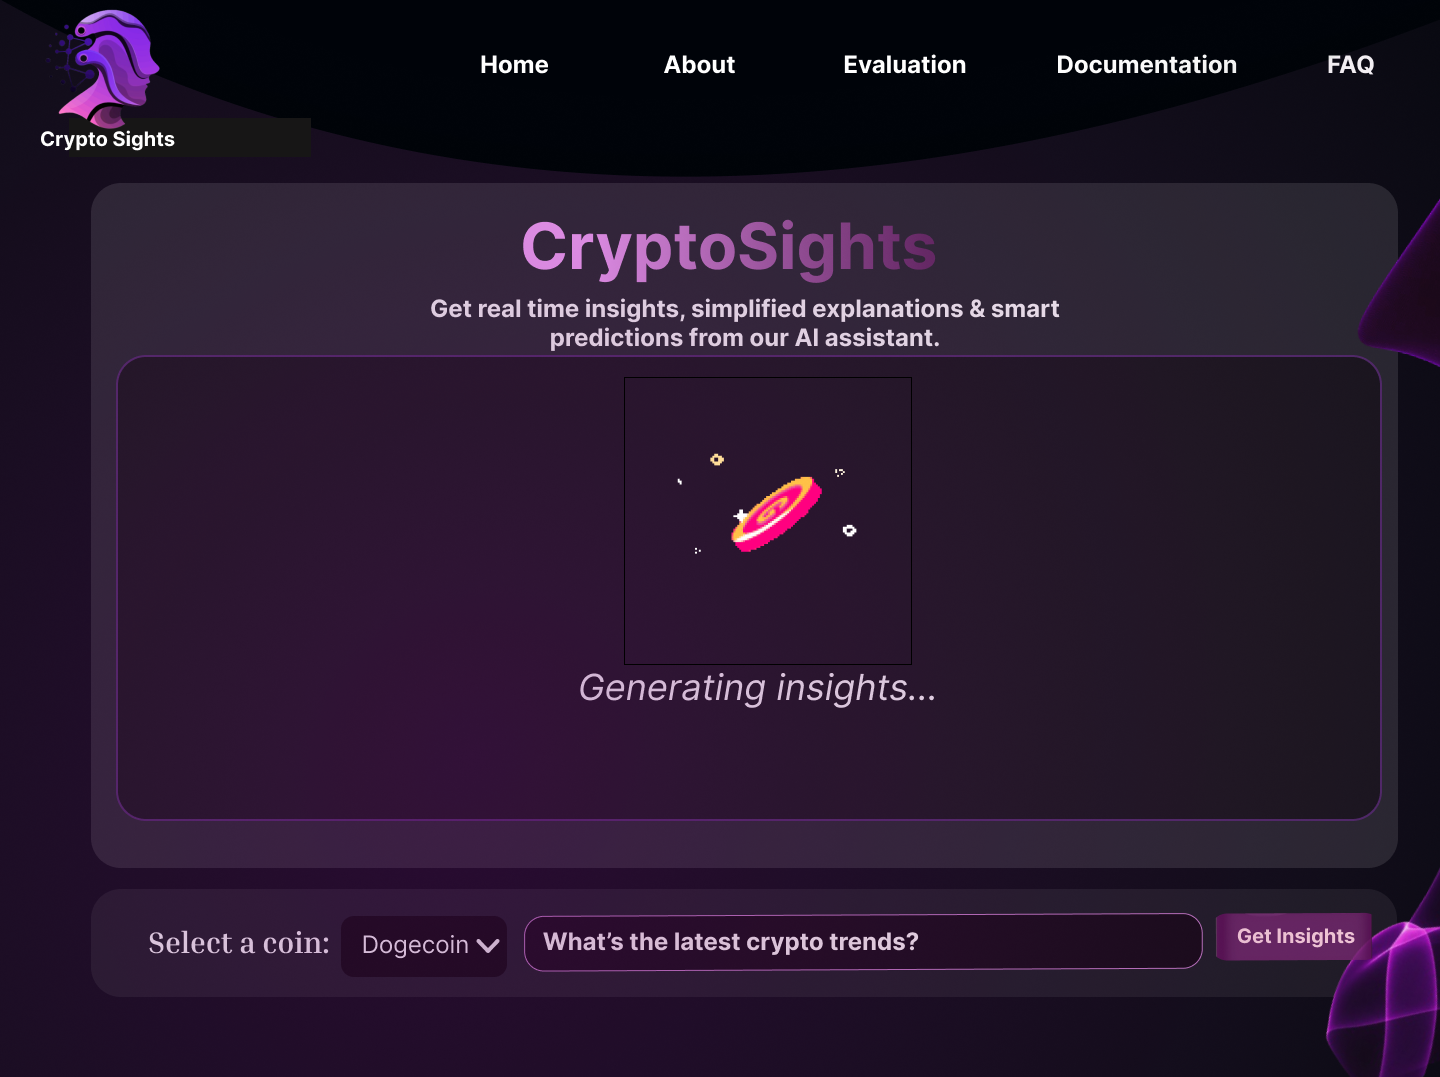 Home About Evaluation Documentation FAQ
Crypto Sights
CryptoSights
Get real time insights, simplified explanations & smart
predictions from our AI assistant.
Generating insights...
Select a coin: Dogecoin What’s the latest crypto trends? Get Insights